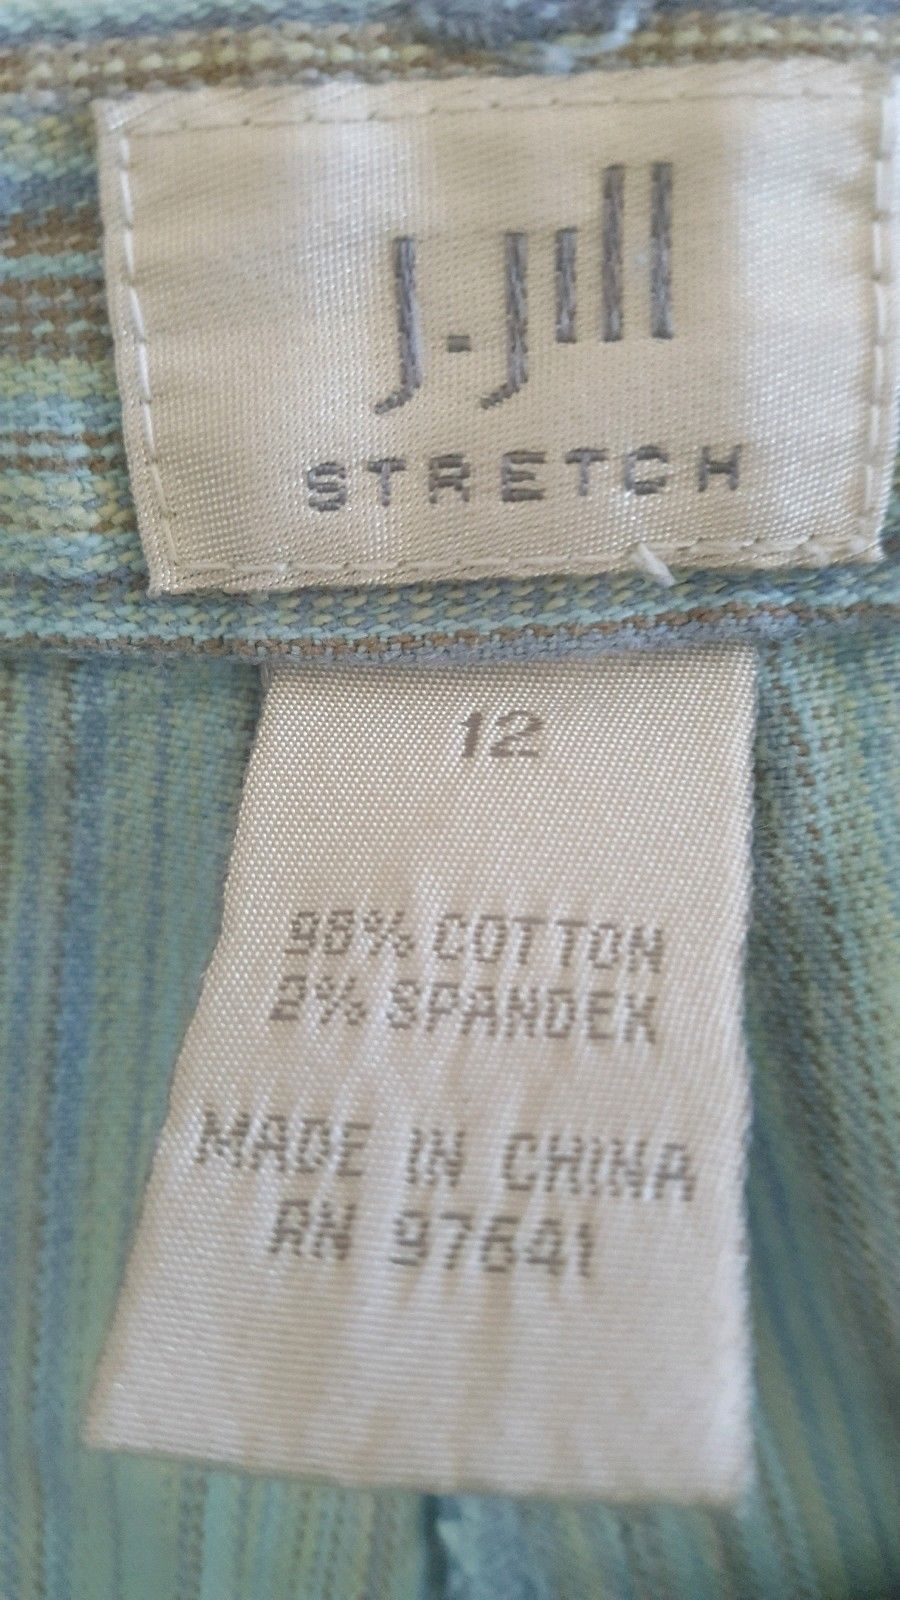 J.Jill
STRETCH
12
98% COTTON
2% SPANDEX
MADE IN CHINA
RN 97641